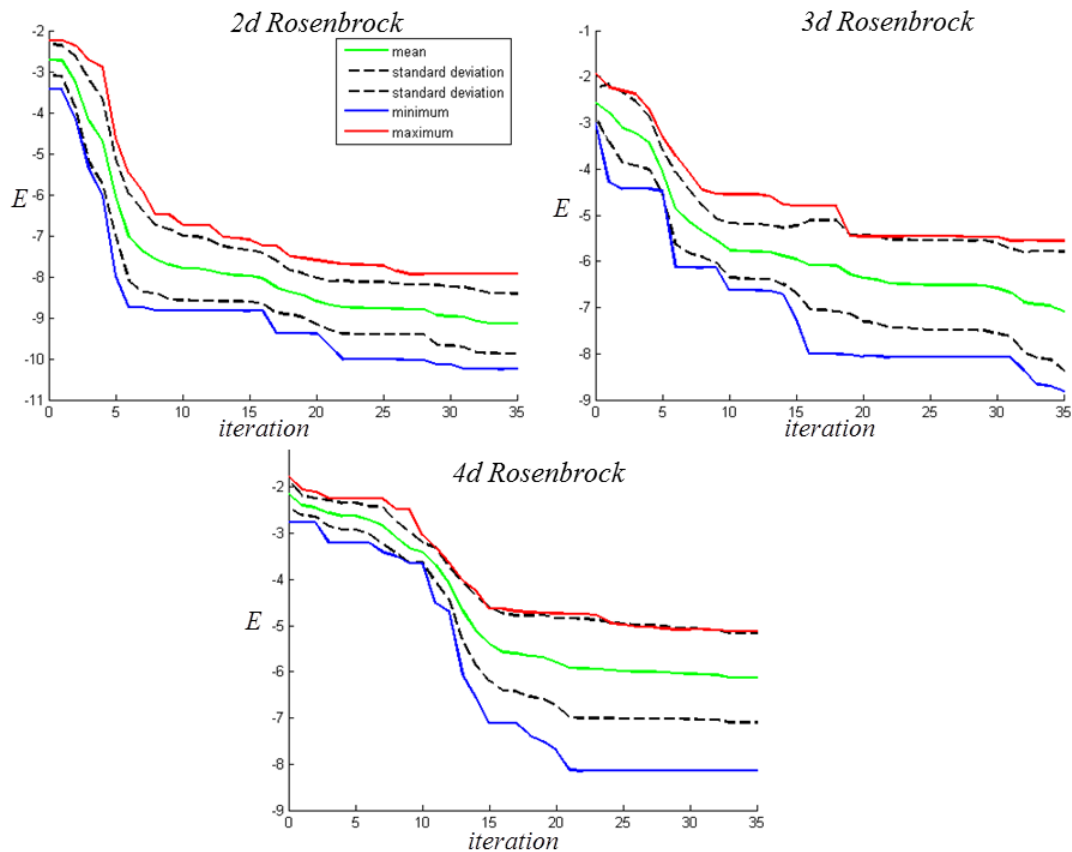 2d Rosenbrock
-2
-3
-4
-5
-6
-7
-8
-9
-10
-11
E
0 5 10 15 20 25 30 35
iteration
mean
standard deviation
standard deviation
minimum
maximum
3d Rosenbrock
-1
-2
-3
-4
-5
-6
-7
-8
-9
E
0 5 10 15 20 25 30 35
iteration
4d Rosenbrock
-2
-3
-4
-5
-6
-7
-8
-9
E
0 5 10 15 20 25 30 35
iteration